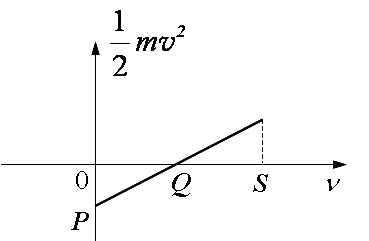 1/2 mv²
0 Q S ν
P